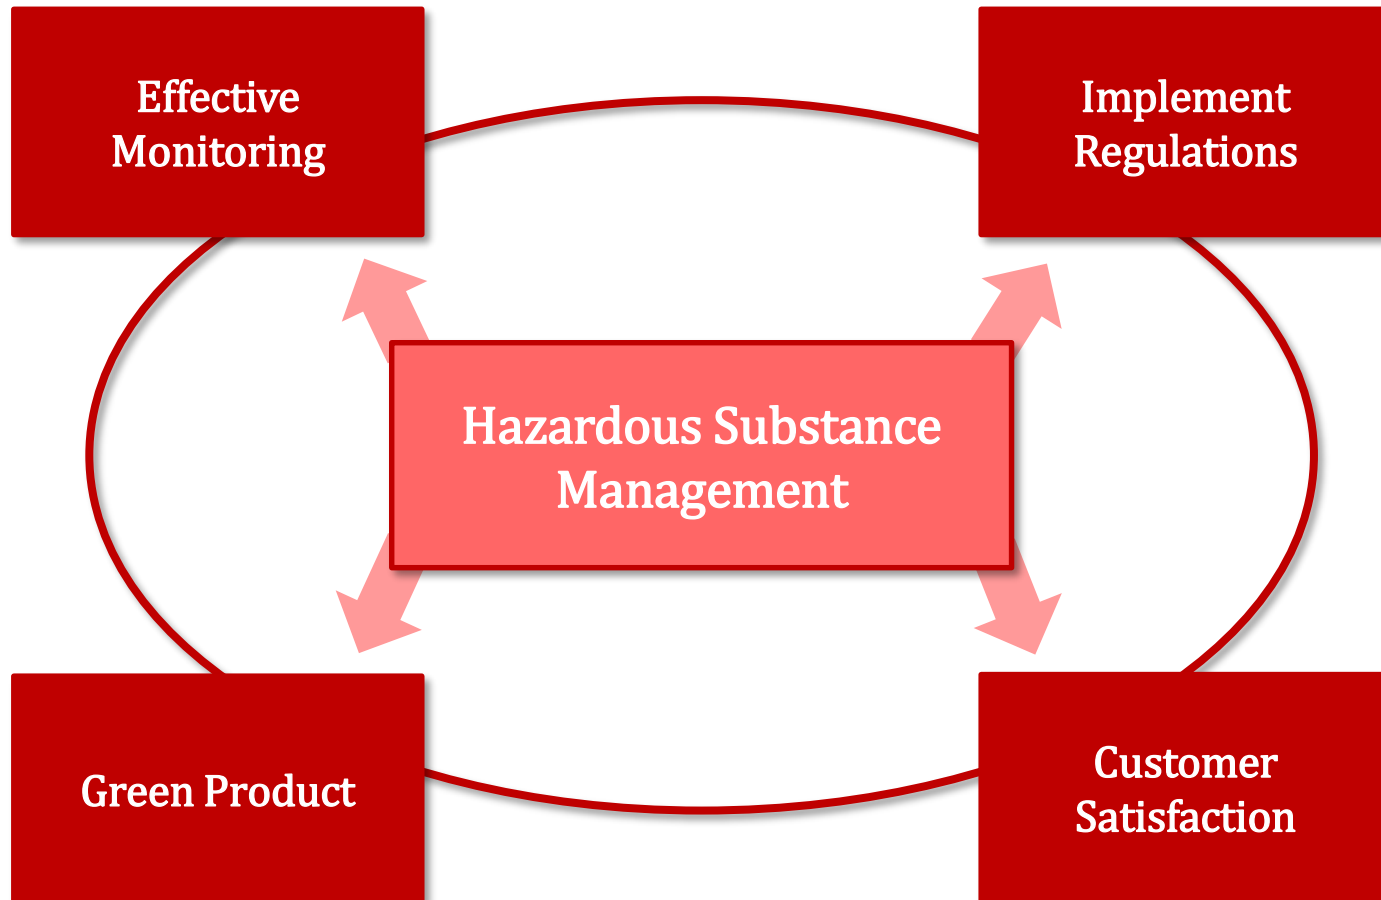 Effective
Monitoring
Implement
Regulations
Hazardous Substance
Management
Green Product
Customer
Satisfaction